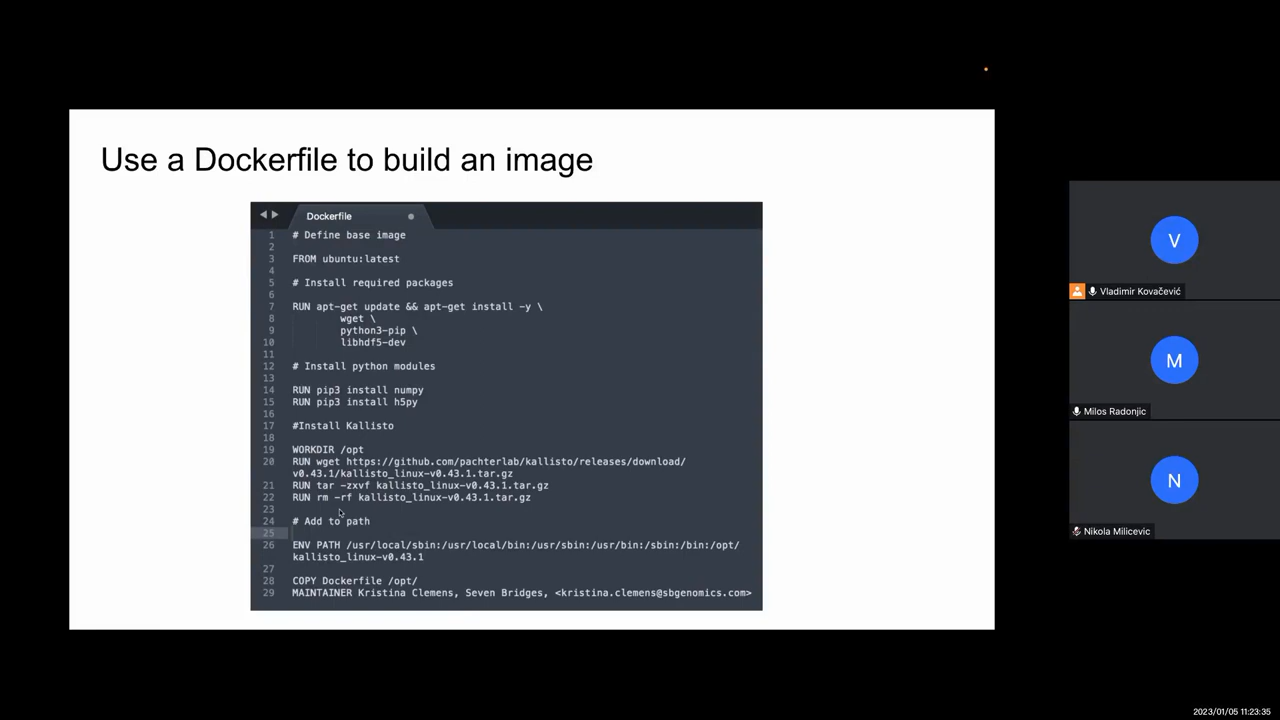 Use a Dockerfile to build an image
Dockerfile
1 # Define base image
2
3 FROM ubuntu:latest
4
5 # Install required packages
6
7 RUN apt-get update && apt-get install -y \
8 wget \
9 python3-pip \
10 libhdf5-dev
11
12 # Install python modules
13
14 RUN pip3 install numpy
15 RUN pip3 install h5py
16
17 #Install Kallisto
18
19 WORKDIR /opt
20 RUN wget https://github.com/pachterlab/kallisto/releases/download/
v0.43.1/kallisto_linux-v0.43.1.tar.gz
21 RUN tar -zxvf kallisto_linux-v0.43.1.tar.gz
22 RUN rm -rf kallisto_linux-v0.43.1.tar.gz
23
24 # Add to path
25
26 ENV PATH /usr/local/sbin:/usr/local/bin:/usr/sbin:/usr/bin:/sbin:/bin:/opt/
kallisto_linux-v0.43.1
27
28 COPY Dockerfile /opt/
29 MAINTAINER Kristina Clemens, Seven Bridges, <kristina.clemens@sbgenomics.com>
V
Vladimir Kovačević
M
Milos Radonjic
N
Nikola Milicevic
2023/01/05 11:23:35